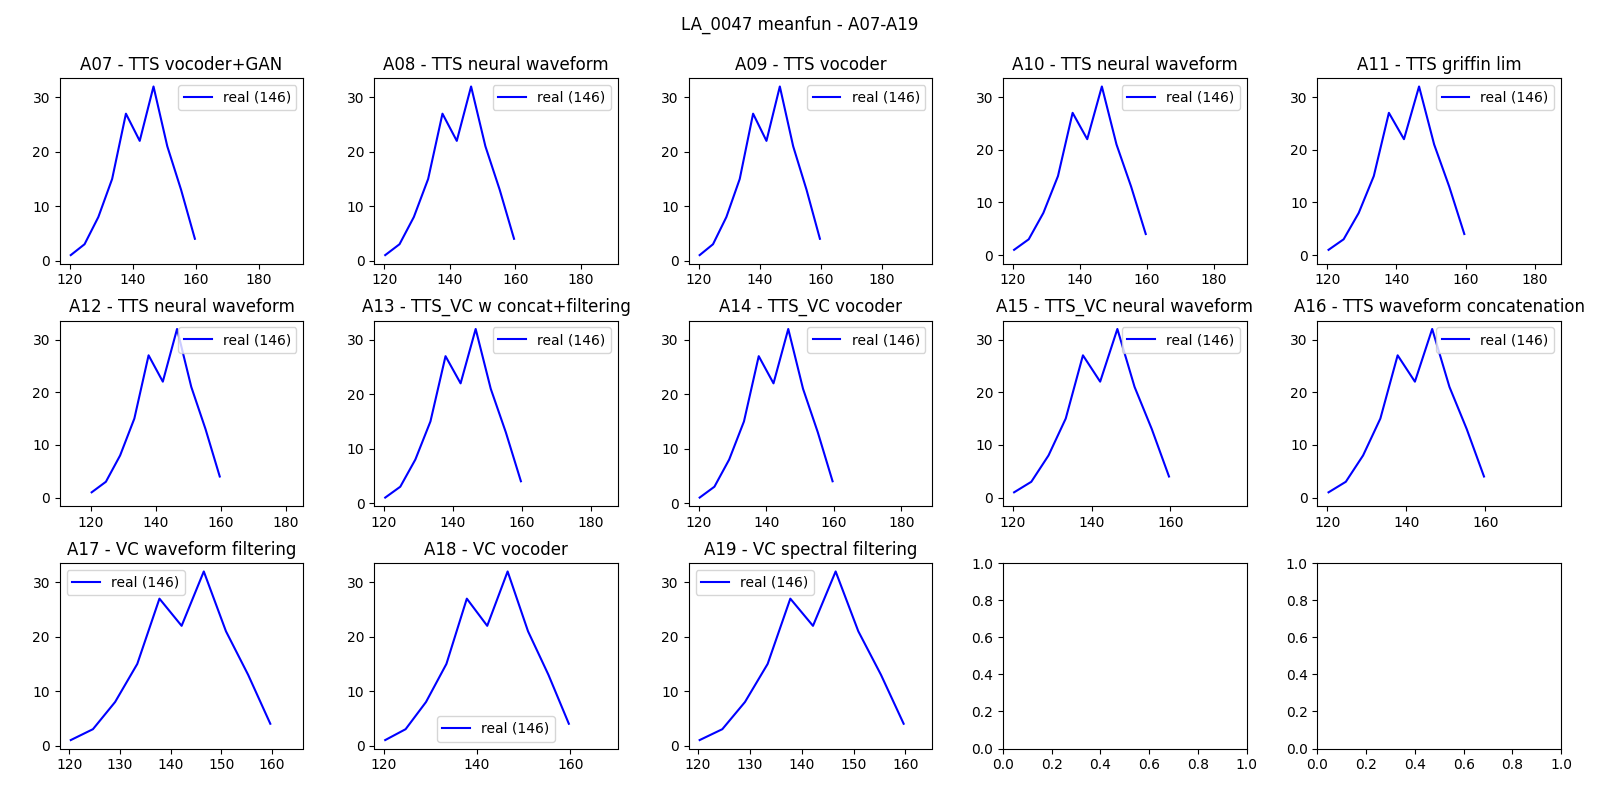 LA_0047 meanfun - A07-A19
A07 - TTS vocoder+GAN
real (146)
30
20
10
0
120 140 160 180
A08 - TTS neural waveform
real (146)
30
20
10
0
120 140 160 180
A09 - TTS vocoder
real (146)
30
20
10
0
120 140 160 180
A10 - TTS neural waveform
real (146)
30
20
10
0
120 140 160 180
A11 - TTS griffin lim
real (146)
30
20
10
0
120 140 160 180
A12 - TTS neural waveform
real (146)
30
20
10
0
120 140 160 180
A13 - TTS_VC w concat+filtering
real (146)
30
20
10
0
120 140 160 180
A14 - TTS_VC vocoder
real (146)
30
20
10
0
120 140 160 180
A15 - TTS_VC neural waveform
real (146)
30
20
10
0
120 140 160
A16 - TTS waveform concatenation
real (146)
30
20
10
0
120 140 160
A17 - VC waveform filtering
real (146)
30
20
10
0
120 130 140 150 160
A18 - VC vocoder
30
20
10
real (146)
0
120 140 160
A19 - VC spectral filtering
real (146)
30
20
10
0
120 130 140 150 160
1.0
0.8
0.6
0.4
0.2
0.0
0.0 0.2 0.4 0.6 0.8 1.0
1.0
0.8
0.6
0.4
0.2
0.0
0.0 0.2 0.4 0.6 0.8 1.0